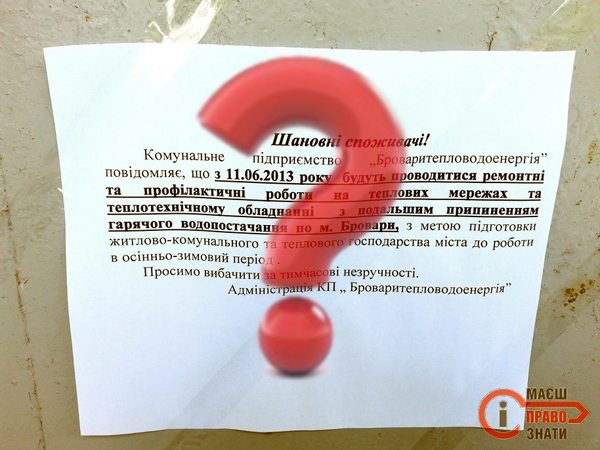 Шановні споживачі!
Комунальне підприємство „Броваритепловодоенергія”
повідомляє, що з 11.06.2013 року будуть проводитися ремонтні
та профілактичні роботи на теплових мережах та
теплотехнічному обладнанні з подальшим припиненням
гарячого водопостачання по м. Бровари, з метою підготовки
житлово-комунального та теплового господарства міста до роботи
в осінньо-зимовий період .
Просимо вибачити за тимчасові незручності.
Адміністрація КП „ Броваритепловодоенергія”
?
МАЄШ
і ПРАВО
ЗНАТИ